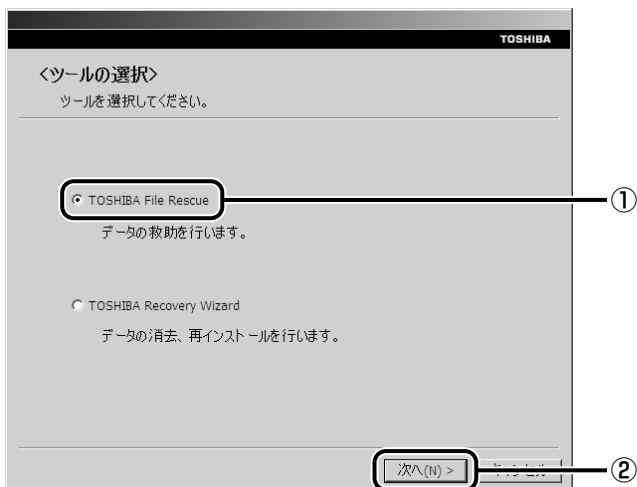 TOSHIBA
<ツールの選択>
ツールを選択してください。
TOSHIBA File Rescue
①
データの救助を行います。
TOSHIBA Recovery Wizard
データの消去、再インストールを行います。
次へ(N) >
②